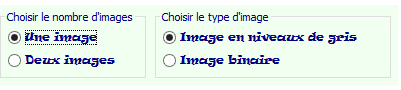 Choisir le nombre d'images
Une image
Deux images
Choisir le type d'image
Image en niveaux de gris
Image binaire